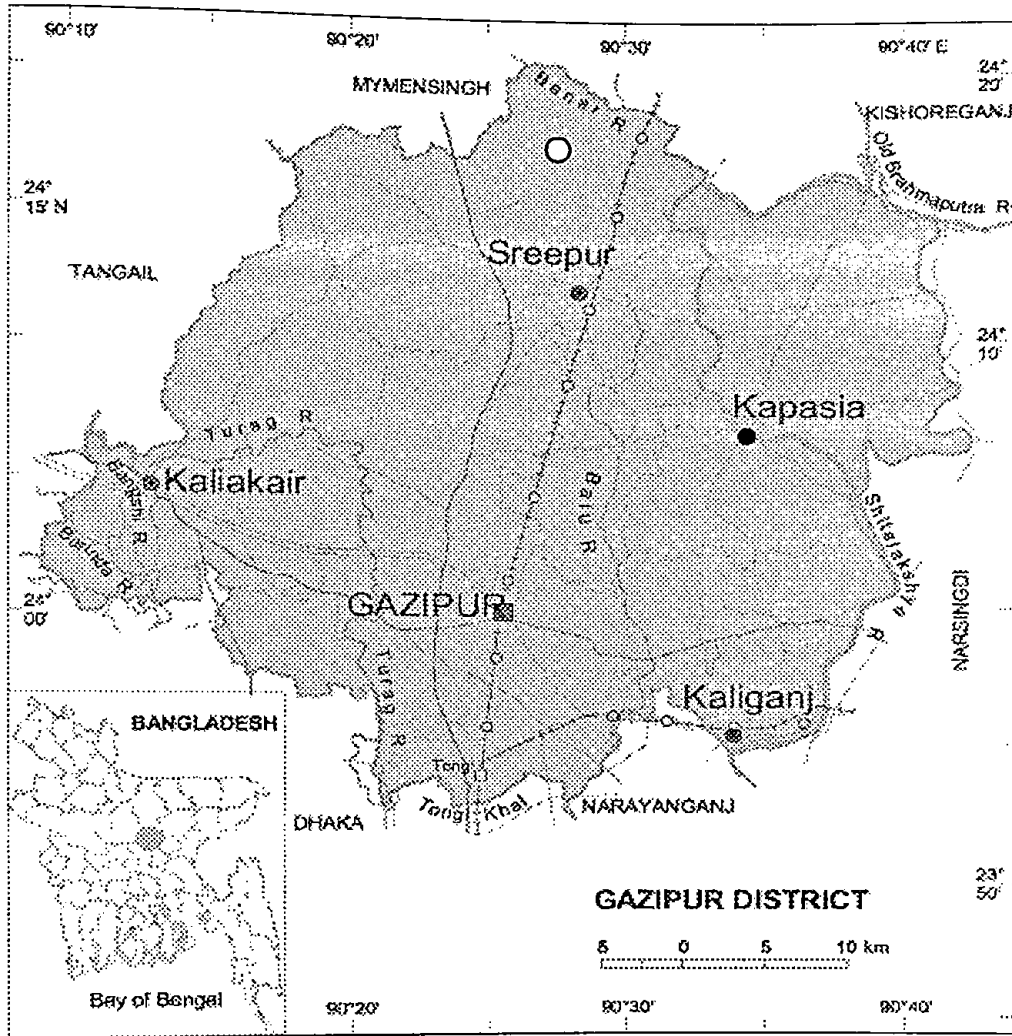 90°10'
90°20'
90°30'
90°40' E
MYMENSINGH
Banar R
24°
20'
KISHOREGANJ
Old Brahmaputra R
24°
15' N
Sreepur
TANGAIL
24°
10'
Kapasia
Turag R
Kaliakair
Bangshi R
Balu R
Shitalakshya R
24°
00'
GAZIPUR
NARSINGDI
Turag R
Kaliganj
BANGLADESH
Tongi
Tongi Khal
NARAYANGANJ
DHAKA
23°
50'
GAZIPUR DISTRICT
5 0 5 10 km
Bay of Bengal
90°20'
90°30'
90°40'